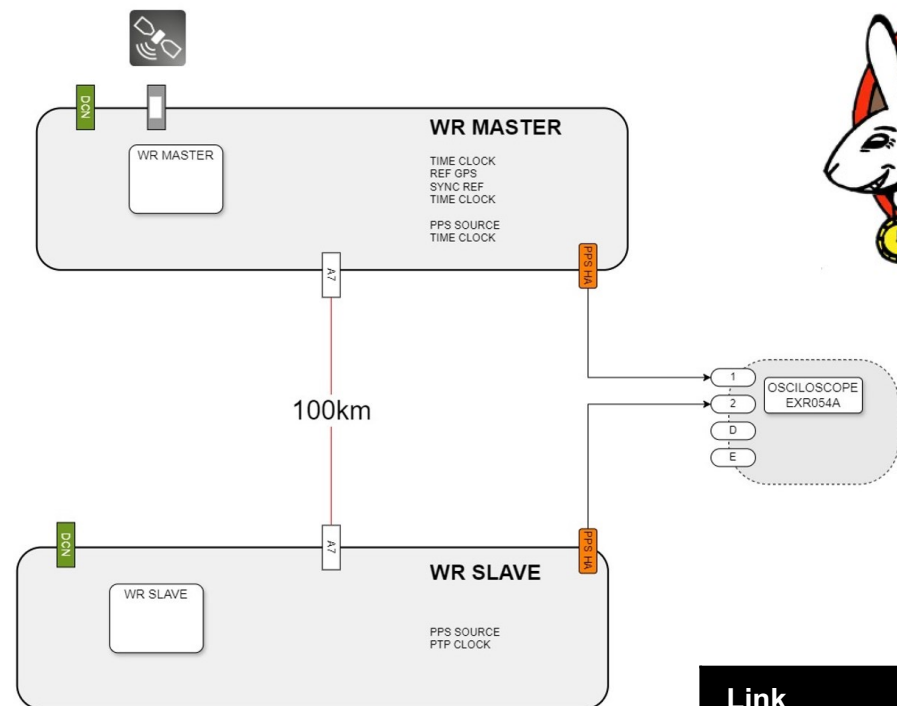 DCN
WR MASTER
WR MASTER
TIME CLOCK
REF GPS
SYNC REF
TIME CLOCK
PPS SOURCE
TIME CLOCK
A7
PPS HA
100km
1
2
D
E
OSCILOSCOPE
EXR054A
DCN
A7
PPS HA
WR SLAVE
WR SLAVE
PPS SOURCE
PTP CLOCK
Link